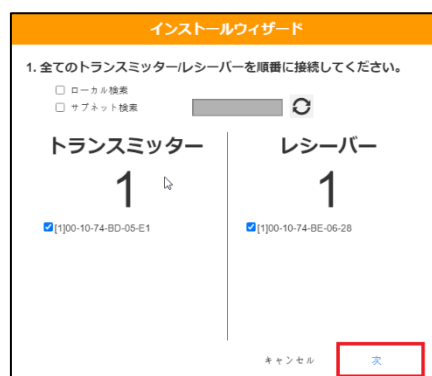 インストールウィザード
1. 全てのトランスミッター/レシーバーを順番に接続してください。
ローカル検索
サブネット検索
トランスミッター
1
[1]00-10-74-BD-05-E1
レシーバー
1
[1]00-10-74-BE-06-28
キャンセル
次